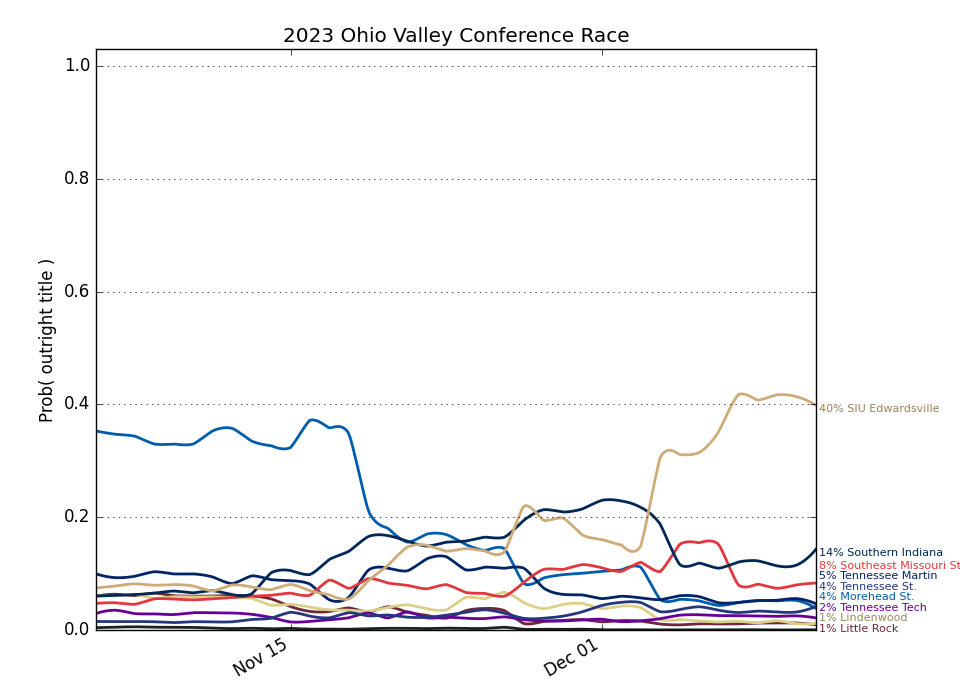 2023 Ohio Valley Conference Race
Prob( outright title )
1.0
0.8
0.6
0.4
0.2
0.0
Nov 15
Dec 01
40% SIU Edwardsville
14% Southern Indiana
8% Southeast Missouri St
5% Tennessee Martin
4% Tennessee St.
4% Morehead St.
2% Tennessee Tech
1% Lindenwood
1% Little Rock